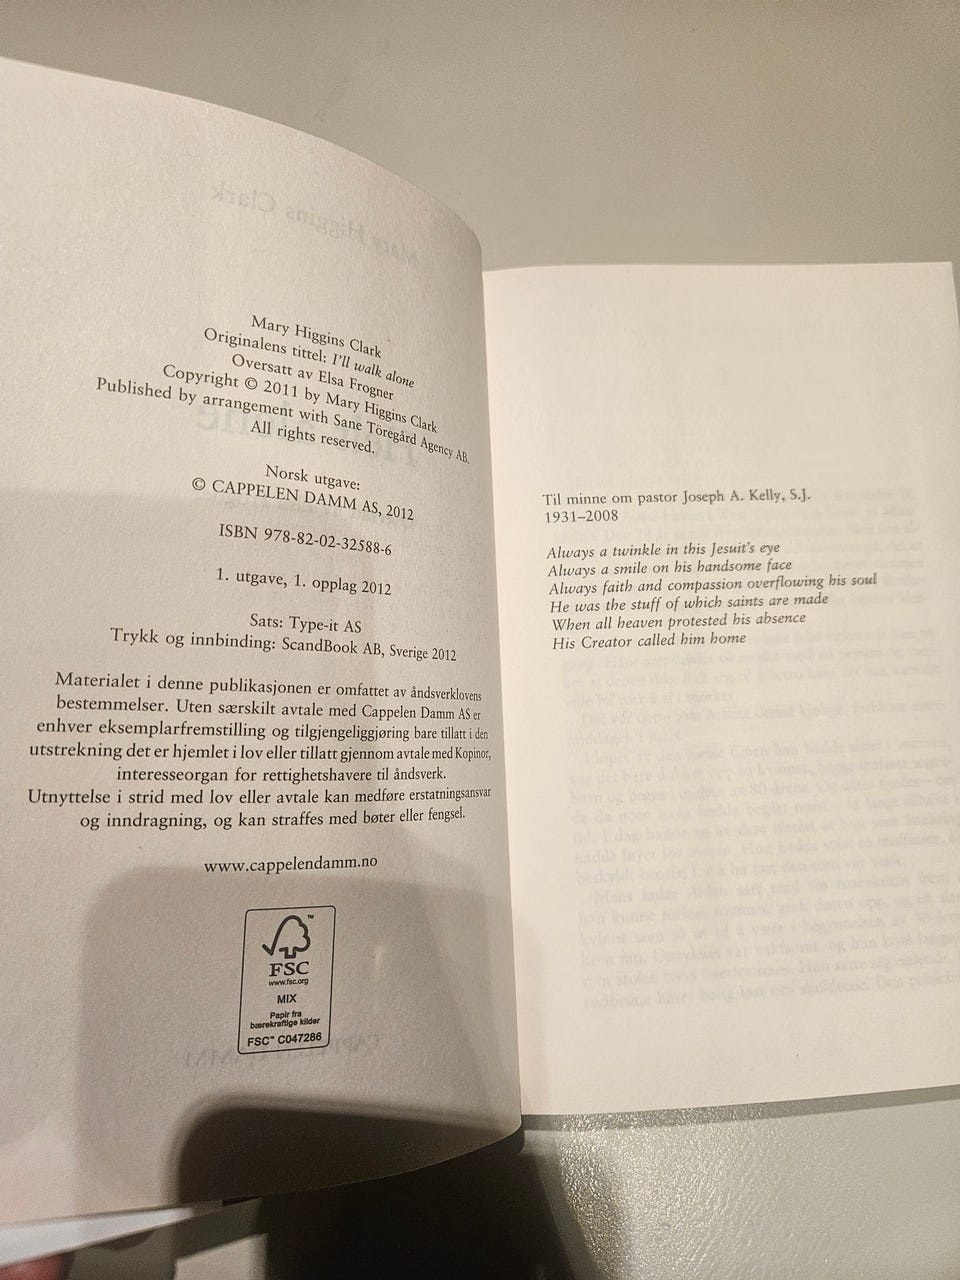 Mary Higgins Clark
Originalens tittel: I'll walk alone
Oversatt av Elsa Frogner
Copyright © 2011 by Mary Higgins Clark
Published by arrangement with Sane Töregård Agency AB.
All rights reserved.
Norsk utgave:
© CAPPELEN DAMM AS, 2012
ISBN 978-82-02-32588-6
1. utgave, 1. opplag 2012
Sats: Type-it AS
Trykk og innbinding: ScandBook AB, Sverige 2012
Materialet i denne publikasjonen er omfattet av åndsverklovens
bestemmelser. Uten særskilt avtale med Cappelen Damm AS er
enhver eksemplarfremstilling og tilgjengeliggjøring bare tillatt i den
utstrekning det er hjemlet i lov eller tillatt gjennom avtale med Kopinor,
interesseorgan for rettighetshavere til åndsverk.
Utnyttelse i strid med lov eller avtale kan medføre erstatningsansvar
og inndragning, og kan straffes med bøter eller fengsel.
www.cappelendamm.no
™
FSC
www.fsc.org
MIX
Papir fra
bærekraftige kilder
FSC™ C047286
Til minne om pastor Joseph A. Kelly, S.J.
1931–2008
Always a twinkle in this Jesuit's eye
Always a smile on his handsome face
Always faith and compassion overflowing his soul
He was the stuff of which saints are made
When all heaven protested his absence
His Creator called him home